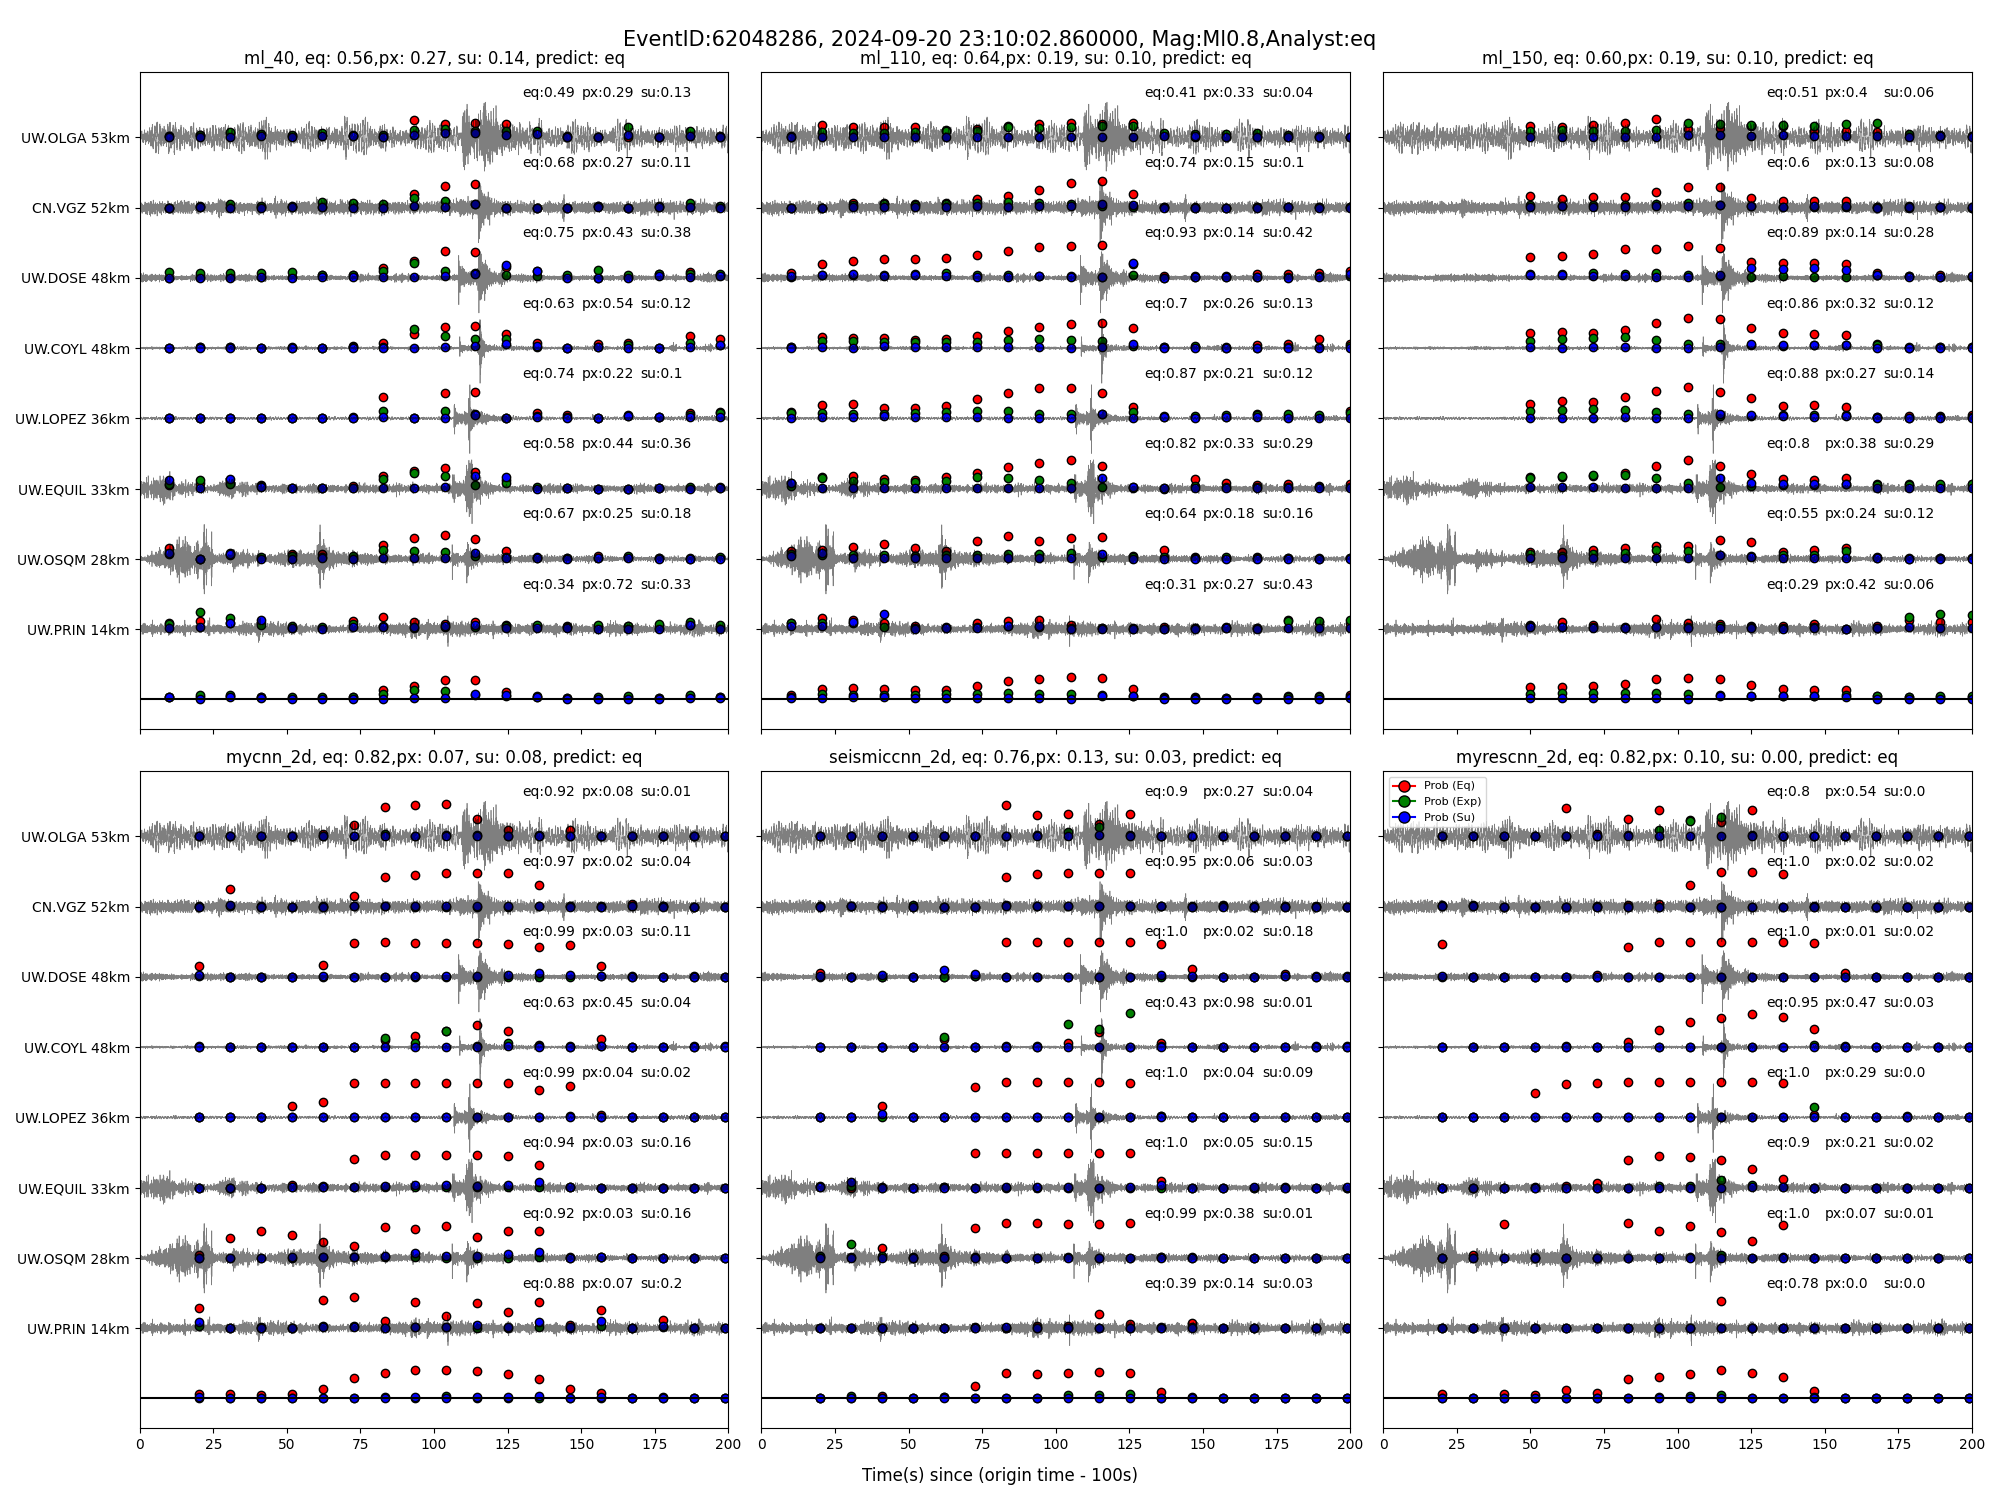 EventID:62048286, 2024-09-20 23:10:02.860000, Mag:Ml0.8,Analyst:eq
ml_40, eq: 0.56,px: 0.27, su: 0.14, predict: eq
eq:0.49 px:0.29 su:0.13
UW.OLGA 53km
eq:0.68 px:0.27 su:0.11
CN.VGZ 52km
eq:0.75 px:0.43 su:0.38
UW.DOSE 48km
eq:0.63 px:0.54 su:0.12
UW.COYL 48km
eq:0.74 px:0.22 su:0.1
UW.LOPEZ 36km
eq:0.58 px:0.44 su:0.36
UW.EQUIL 33km
eq:0.67 px:0.25 su:0.18
UW.OSQM 28km
eq:0.34 px:0.72 su:0.33
UW.PRIN 14km
ml_110, eq: 0.64,px: 0.19, su: 0.10, predict: eq
eq:0.41 px:0.33 su:0.04
eq:0.74 px:0.15 su:0.1
eq:0.93 px:0.14 su:0.42
eq:0.7 px:0.26 su:0.13
eq:0.87 px:0.21 su:0.12
eq:0.82 px:0.33 su:0.29
eq:0.64 px:0.18 su:0.16
eq:0.31 px:0.27 su:0.43
ml_150, eq: 0.60,px: 0.19, su: 0.10, predict: eq
eq:0.51 px:0.4 su:0.06
eq:0.6 px:0.13 su:0.08
eq:0.89 px:0.14 su:0.28
eq:0.86 px:0.32 su:0.12
eq:0.88 px:0.27 su:0.14
eq:0.8 px:0.38 su:0.29
eq:0.55 px:0.24 su:0.12
eq:0.29 px:0.42 su:0.06
mycnn_2d, eq: 0.82,px: 0.07, su: 0.08, predict: eq
eq:0.92 px:0.08 su:0.01
UW.OLGA 53km
eq:0.97 px:0.02 su:0.04
CN.VGZ 52km
eq:0.99 px:0.03 su:0.11
UW.DOSE 48km
eq:0.63 px:0.45 su:0.04
UW.COYL 48km
eq:0.99 px:0.04 su:0.02
UW.LOPEZ 36km
eq:0.94 px:0.03 su:0.16
UW.EQUIL 33km
eq:0.92 px:0.03 su:0.16
UW.OSQM 28km
eq:0.88 px:0.07 su:0.2
UW.PRIN 14km
0 25 50 75 100 125 150 175 200
seismiccnn_2d, eq: 0.76,px: 0.13, su: 0.03, predict: eq
eq:0.9 px:0.27 su:0.04
eq:0.95 px:0.06 su:0.03
eq:1.0 px:0.02 su:0.18
eq:0.43 px:0.98 su:0.01
eq:1.0 px:0.04 su:0.09
eq:1.0 px:0.05 su:0.15
eq:0.99 px:0.38 su:0.01
eq:0.39 px:0.14 su:0.03
0 25 50 75 100 125 150 175 200
myrescnn_2d, eq: 0.82,px: 0.10, su: 0.00, predict: eq
Prob (Eq)
Prob (Exp)
Prob (Su)
eq:0.8 px:0.54 su:0.0
eq:1.0 px:0.02 su:0.02
eq:1.0 px:0.01 su:0.02
eq:0.95 px:0.47 su:0.03
eq:1.0 px:0.29 su:0.0
eq:0.9 px:0.21 su:0.02
eq:1.0 px:0.07 su:0.01
eq:0.78 px:0.0 su:0.0
0 25 50 75 100 125 150 175 200
Time(s) since (origin time - 100s)